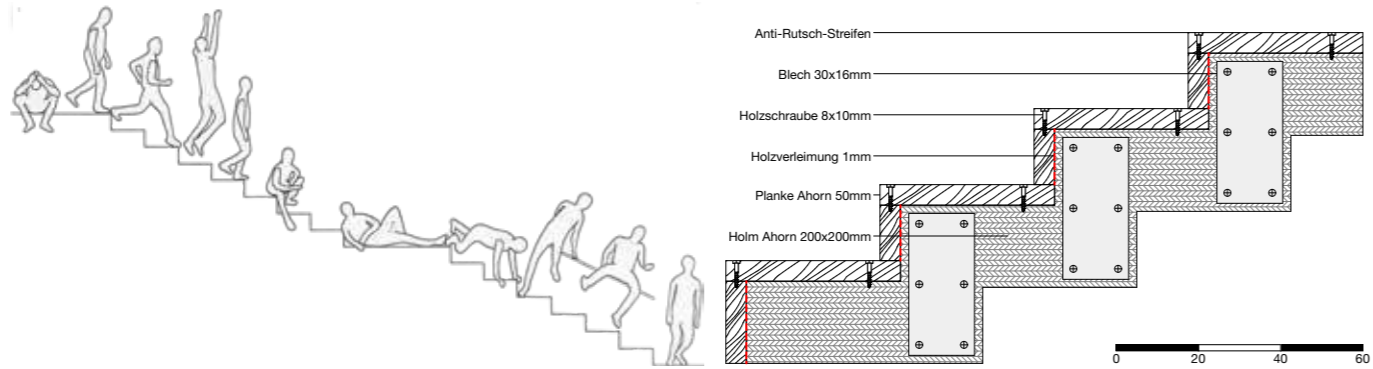 Anti-Rutsch-Streifen
Blech 30x16mm
Holzschraube 8x10mm
Holzverleimung 1mm
Planke Ahorn 50mm
Holm Ahorn 200x200mm
0 20 40 60